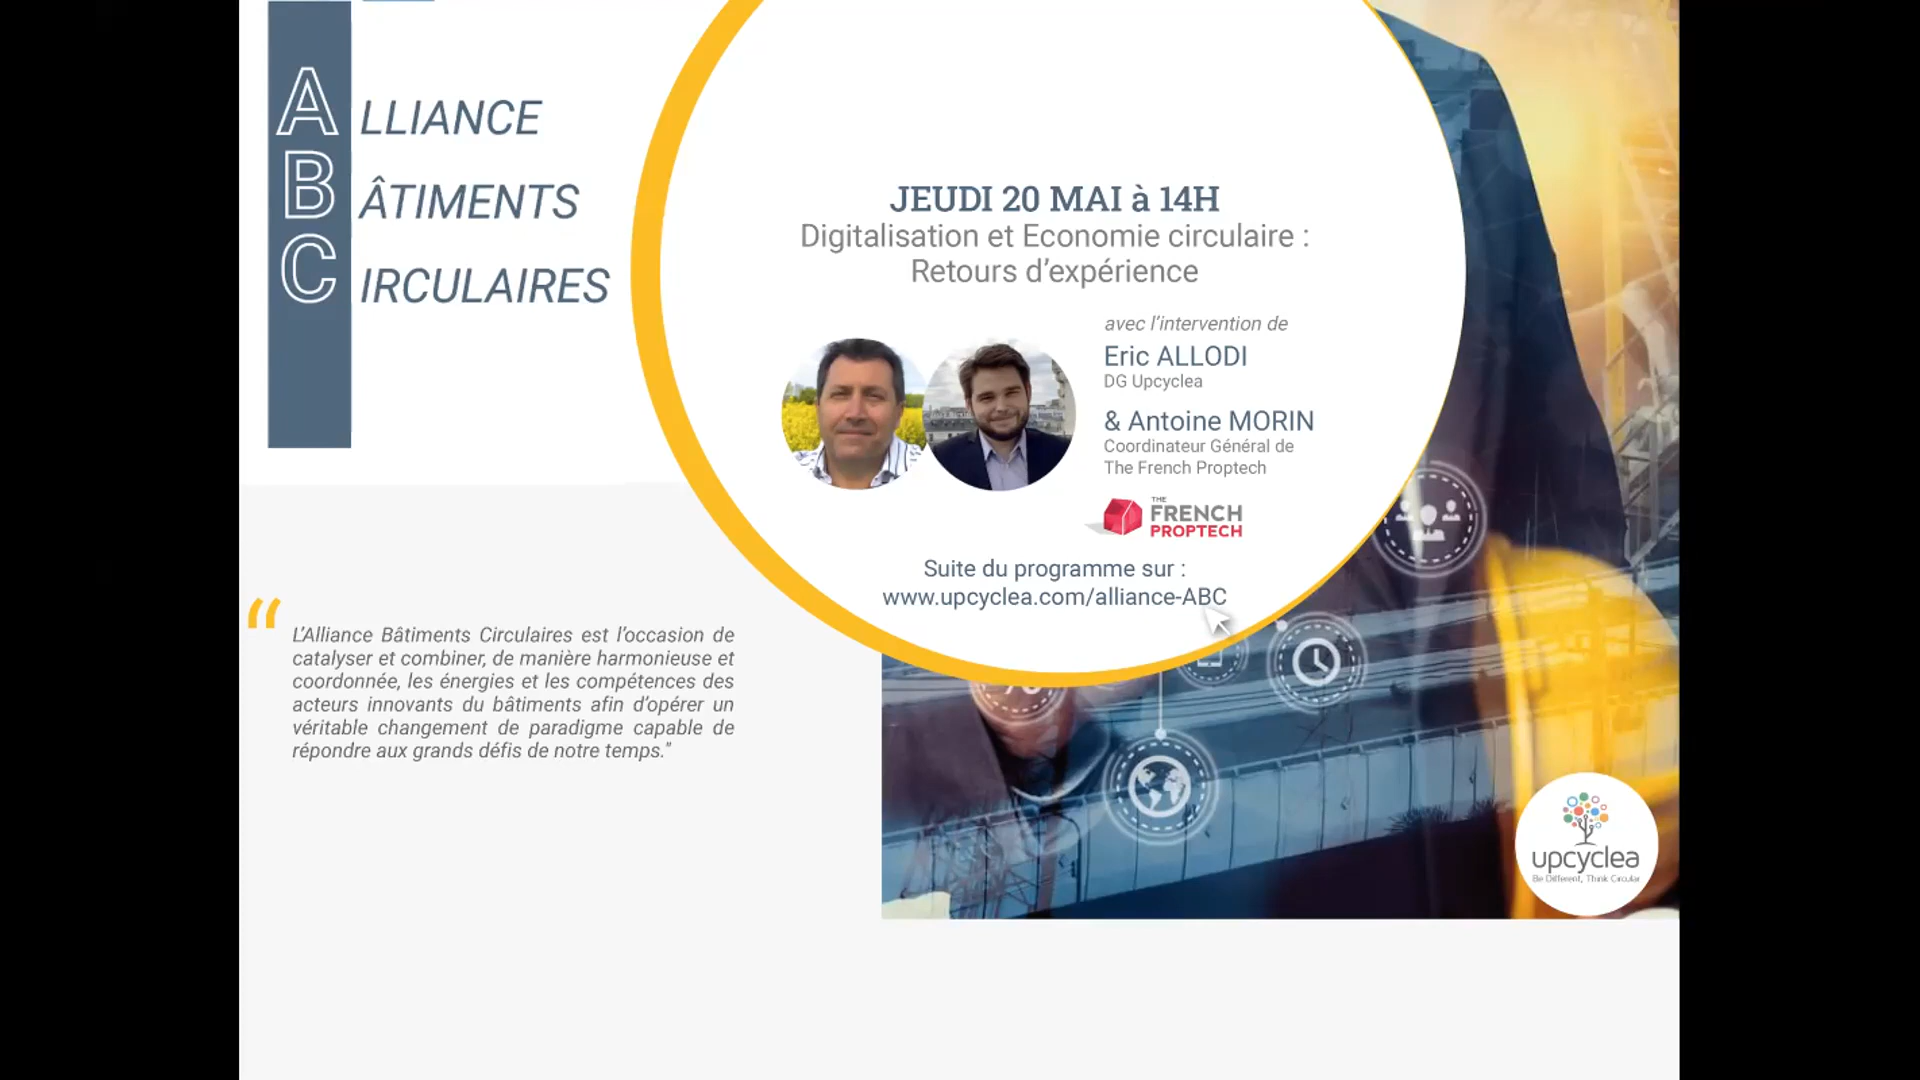 ALLIANCE
BÂTIMENTS
CIRCULAIRES
JEUDI 20 MAI à 14H
Digitalisation et Economie circulaire :
Retours d’expérience
avec l’intervention de
Eric ALLODI
DG Upcyclea
& Antoine MORIN
Coordinateur Général de
The French Proptech
THE
FRENCH
PROPTECH
Suite du programme sur :
www.upcyclea.com/alliance-ABC
“
L’Alliance Bâtiments Circulaires est l’occasion de
catalyser et combiner, de manière harmonieuse et
coordonnée, les énergies et les compétences des
acteurs innovants du bâtiments afin d’opérer un
véritable changement de paradigme capable de
répondre aux grands défis de notre temps."
upcyclea
Be Different, Think Circular